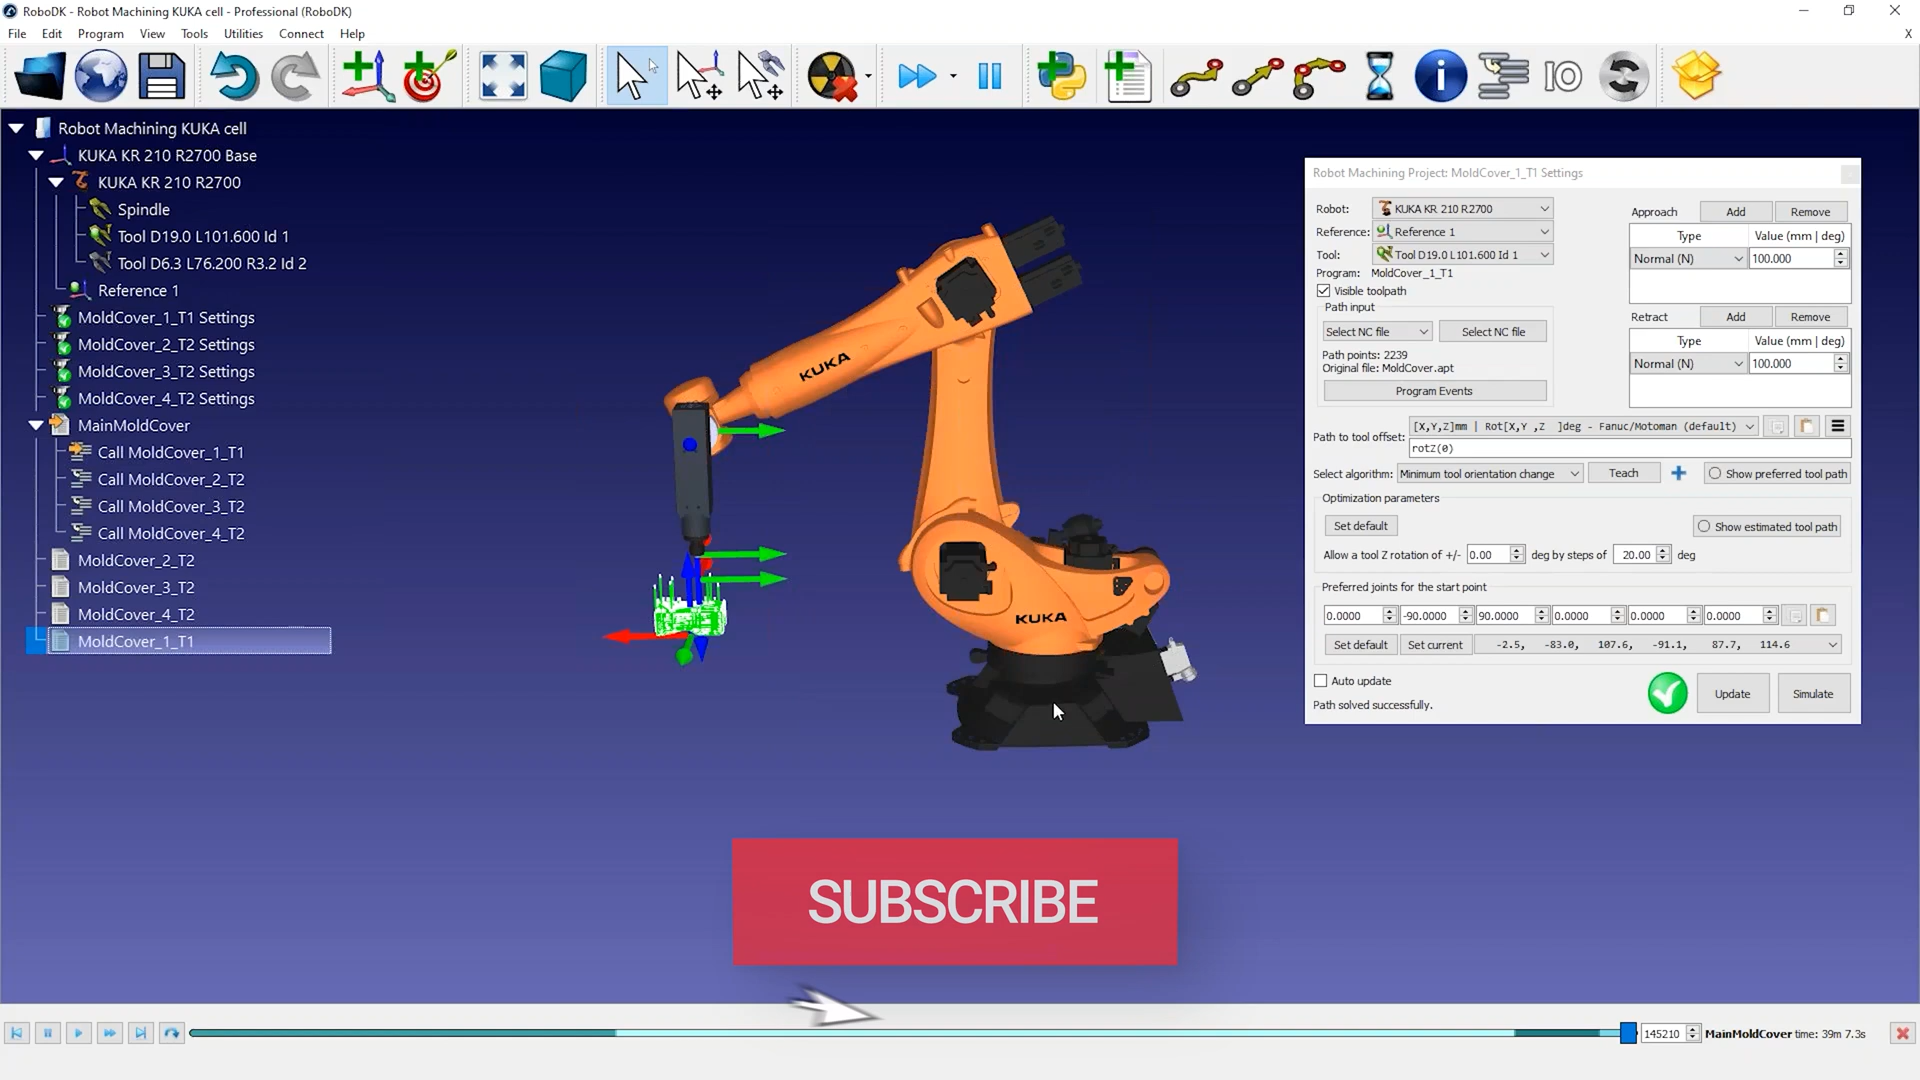 RoboDK - Robot Machining KUKA cell - Professional (RoboDK)
File Edit Program View Tools Utilities Connect Help X
IO
Robot Machining KUKA cell
KUKA KR 210 R2700 Base
KUKA KR 210 R2700
Spindle
Tool D19.0 L101.600 Id 1
Tool D6.3 L76.200 R3.2 Id 2
Reference 1
MoldCover_1_T1 Settings
MoldCover_2_T2 Settings
MoldCover_3_T2 Settings
MoldCover_4_T2 Settings
MainMoldCover
Call MoldCover_1_T1
Call MoldCover_2_T2
Call MoldCover_3_T2
Call MoldCover_4_T2
MoldCover_2_T2
MoldCover_3_T2
MoldCover_4_T2
MoldCover_1_T1
KUKA
KUKA
Robot Machining Project: MoldCover_1_T1 Settings
Robot: KUKA KR 210 R2700
Reference: Reference 1
Tool: Tool D19.0 L101.600 Id 1
Program: MoldCover_1_T1
Visible toolpath
Path input
Select NC file Select NC file
Path points: 2239
Original file: MoldCover.apt
Program Events
Approach Add Remove
Type Value (mm | deg)
Normal (N) 100.000
Retract Add Remove
Type Value (mm | deg)
Normal (N) 100.000
Path to tool offset: [X,Y,Z]mm | Rot[X,Y ,Z ]deg - Fanuc/Motoman (default)
rotZ(0)
Select algorithm: Minimum tool orientation change Teach Show preferred tool path
Optimization parameters
Set default Show estimated tool path
Allow a tool Z rotation of +/- 0.00 deg by steps of 20.00 deg
Preferred joints for the start point
0.0000 -90.0000 90.0000 0.0000 0.0000 0.0000
Set default Set current -2.5, -83.0, 107.6, -91.1, 87.7, 114.6
Auto update
Path solved successfully.
Update Simulate
SUBSCRIBE
145210 MainMoldCover time: 39m 7.3s